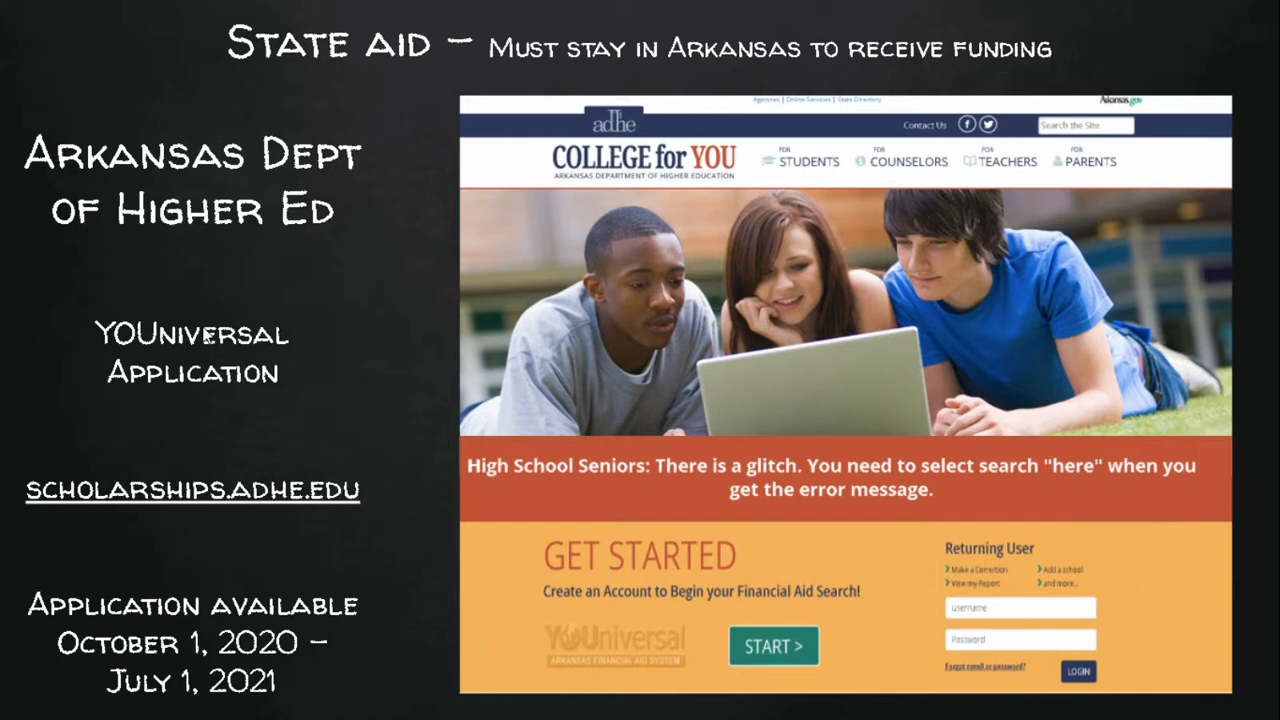 State aid – Must stay in Arkansas to receive funding
Arkansas Dept
of Higher Ed
YOUniversal
Application
scholarships.adhe.edu
Application available
October 1, 2020 –
July 1, 2021
Agencies | Online Services | State Directory
Arkansas.gov
adhe
Contact Us
Search the Site
COLLEGE for YOU
ARKANSAS DEPARTMENT OF HIGHER EDUCATION
FOR STUDENTS
FOR COUNSELORS
FOR TEACHERS
FOR PARENTS
High School Seniors: There is a glitch. You need to select search "here" when you
get the error message.
GET STARTED
Create an Account to Begin your Financial Aid Search!
YOUniversal
ARKANSAS FINANCIAL AID SYSTEM
START >
Returning User
Make a Correction
Add a school
View my Report
and more...
username
Password
Forgot email or password?
LOGIN